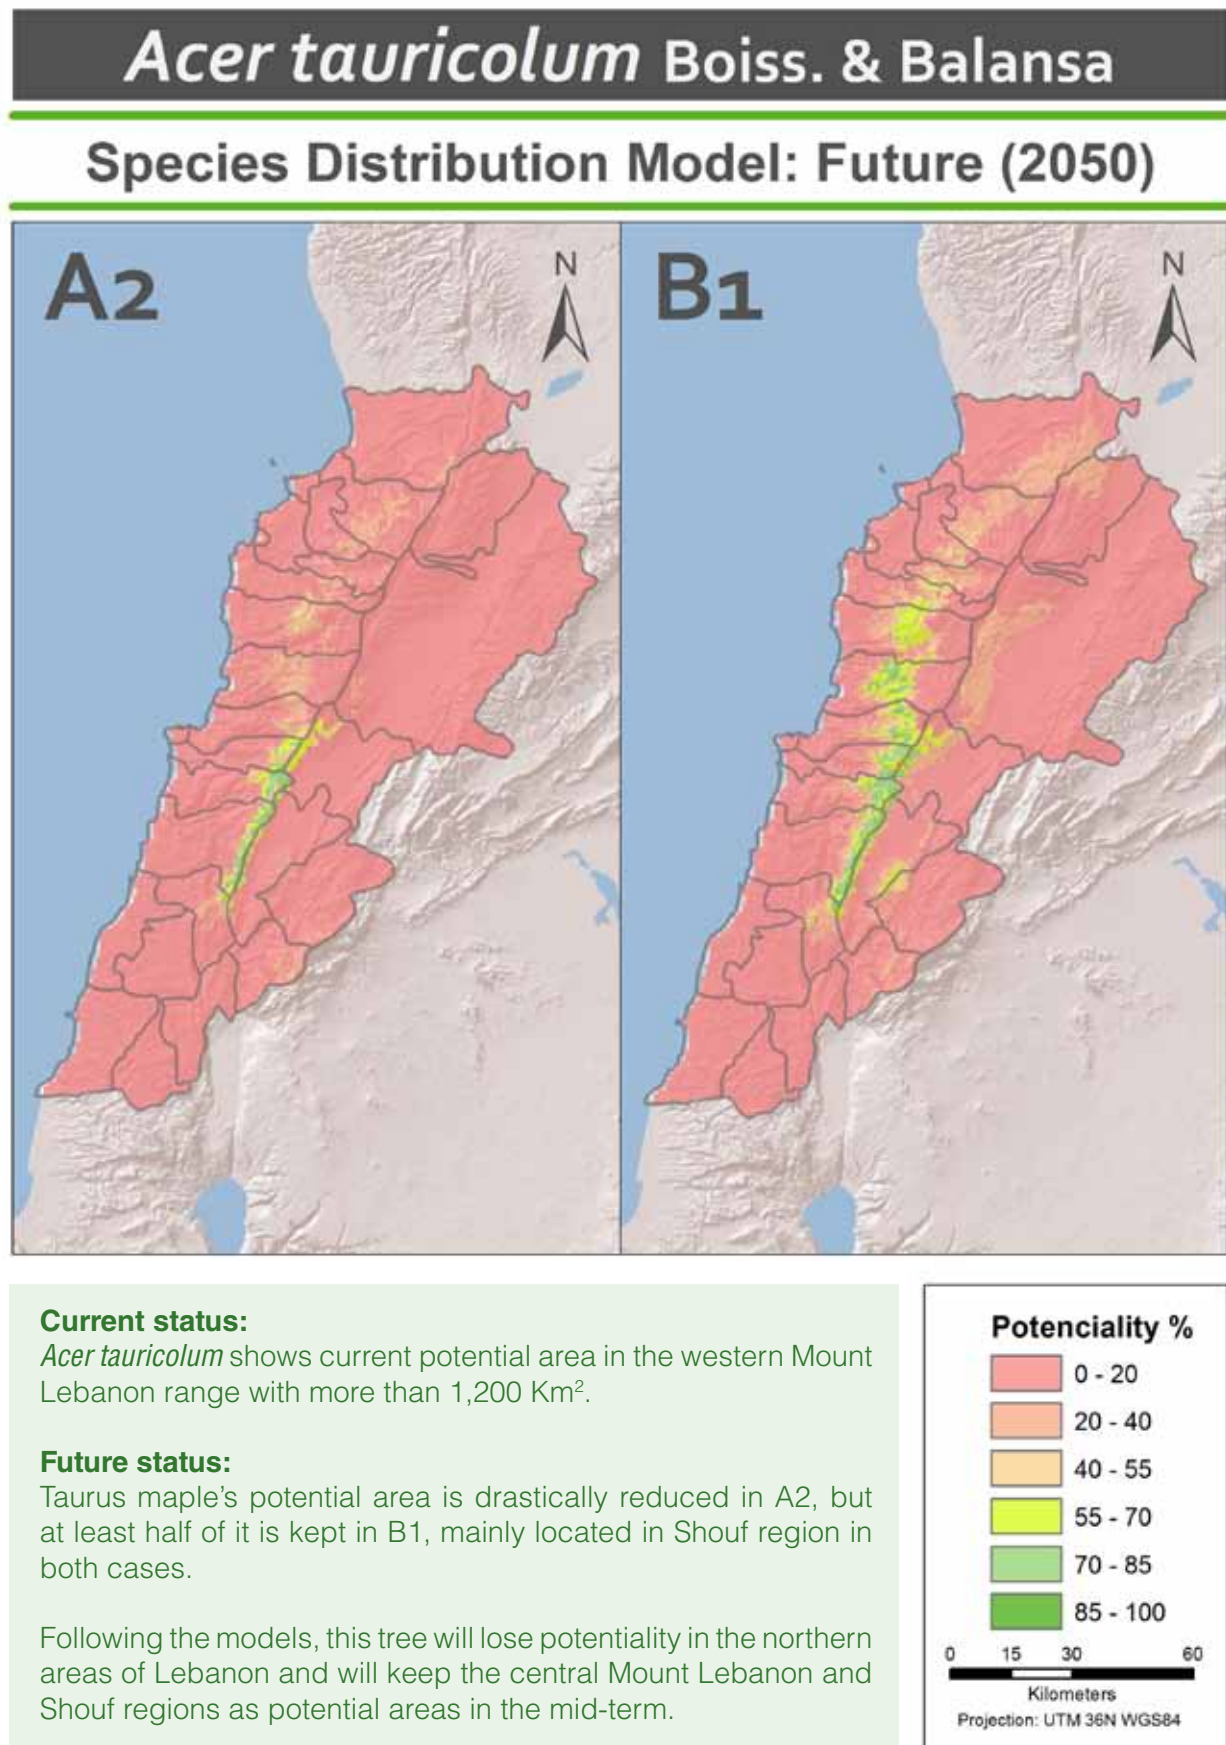 Acer tauricolum Boiss. & Balansa
Species Distribution Model: Future (2050)
A2
N
B1
N
Current status:
Acer tauricolum shows current potential area in the western Mount
Lebanon range with more than 1,200 Km².
Future status:
Taurus maple's potential area is drastically reduced in A2, but
at least half of it is kept in B1, mainly located in Shouf region in
both cases.
Following the models, this tree will lose potentiality in the northern
areas of Lebanon and will keep the central Mount Lebanon and
Shouf regions as potential areas in the mid-term.
Potenciality %
0 - 20
20 - 40
40 - 55
55 - 70
70 - 85
85 - 100
0 15 30 60
Kilometers
Projection: UTM 36N WGS84